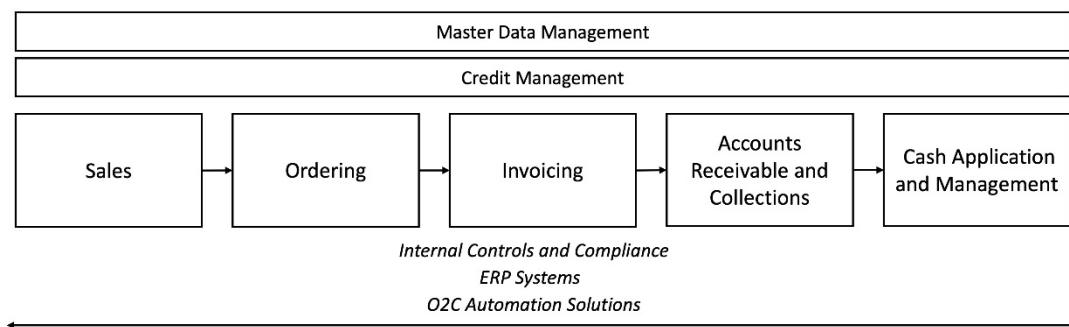 Master Data Management
Credit Management
Sales
Ordering
Invoicing
Accounts
Receivable and
Collections
Cash Application
and Management
Internal Controls and Compliance
ERP Systems
O2C Automation Solutions